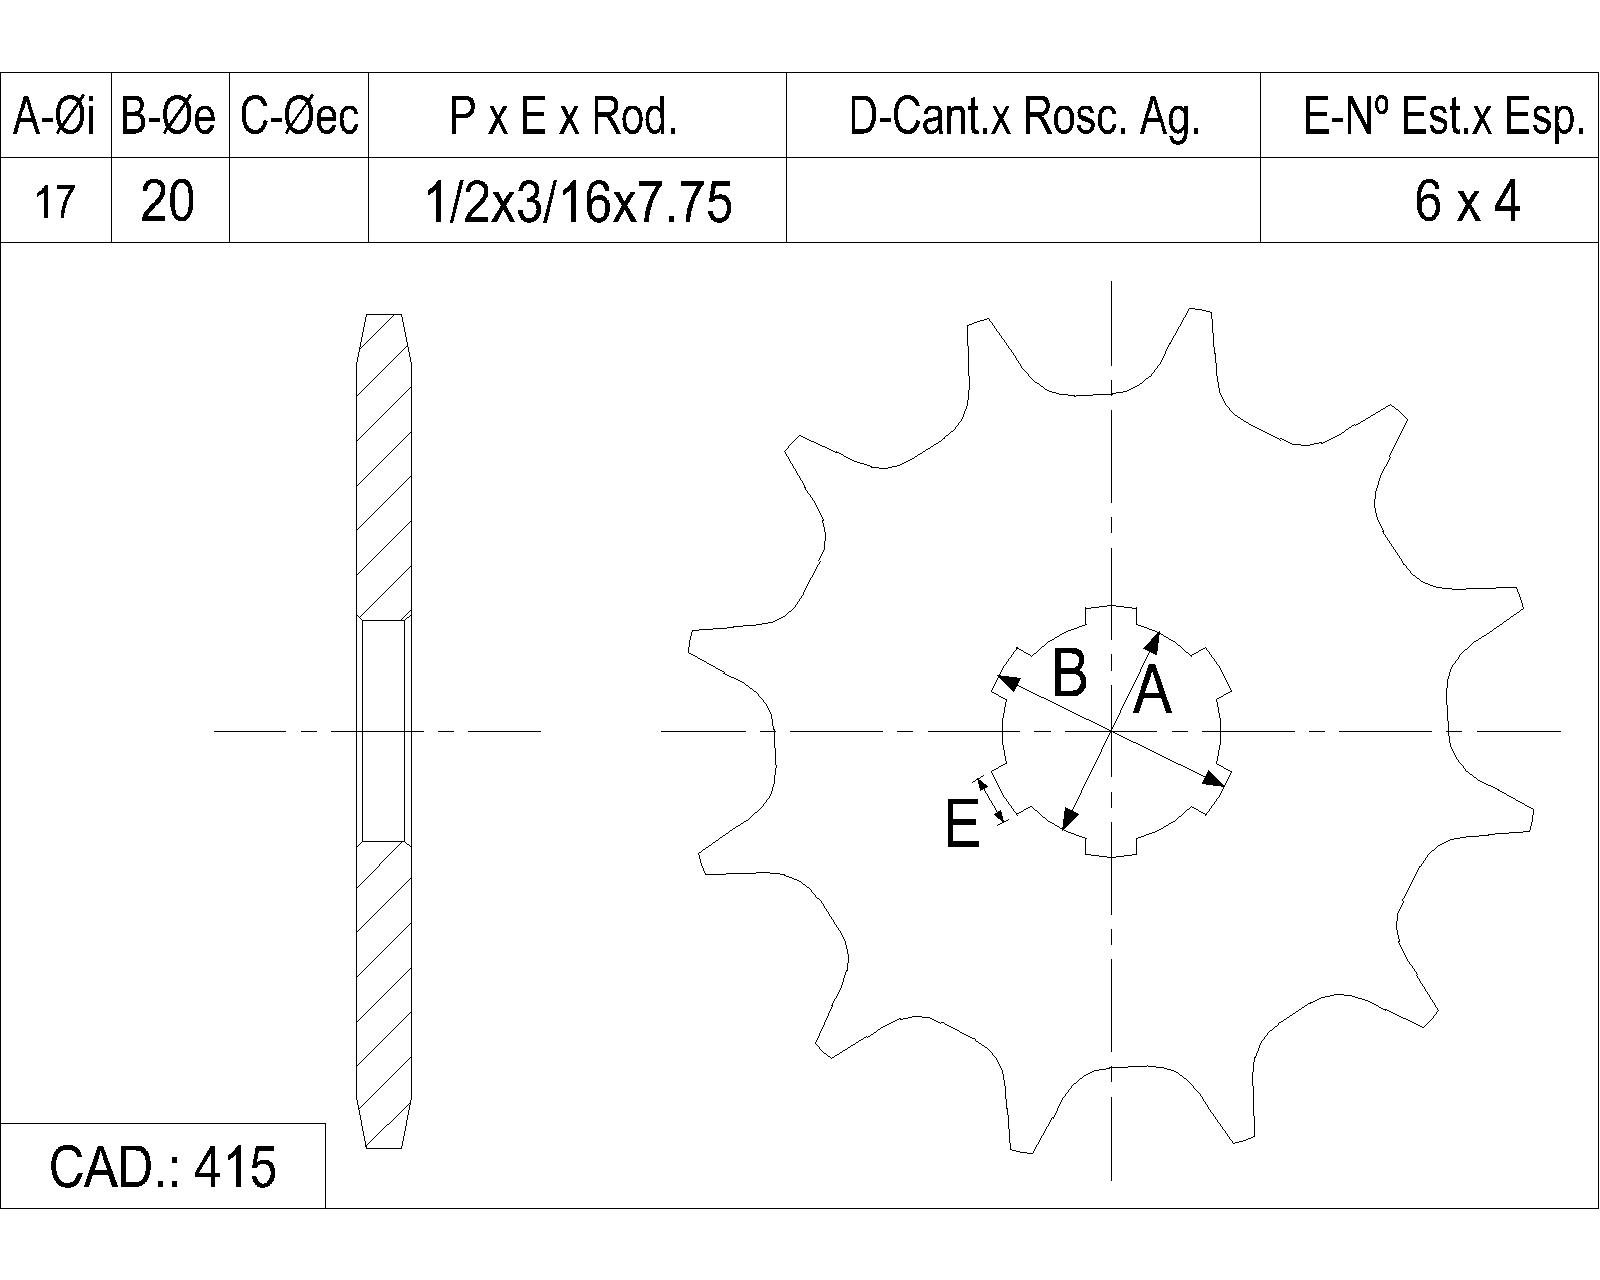 A-Øi B-Øe C-Øec P x E x Rod. D-Cant.x Rosc. Ag. E-Nº Est.x Esp.
17 20 1/2x3/16x7.75 6 x 4
B
A
E
CAD.: 415